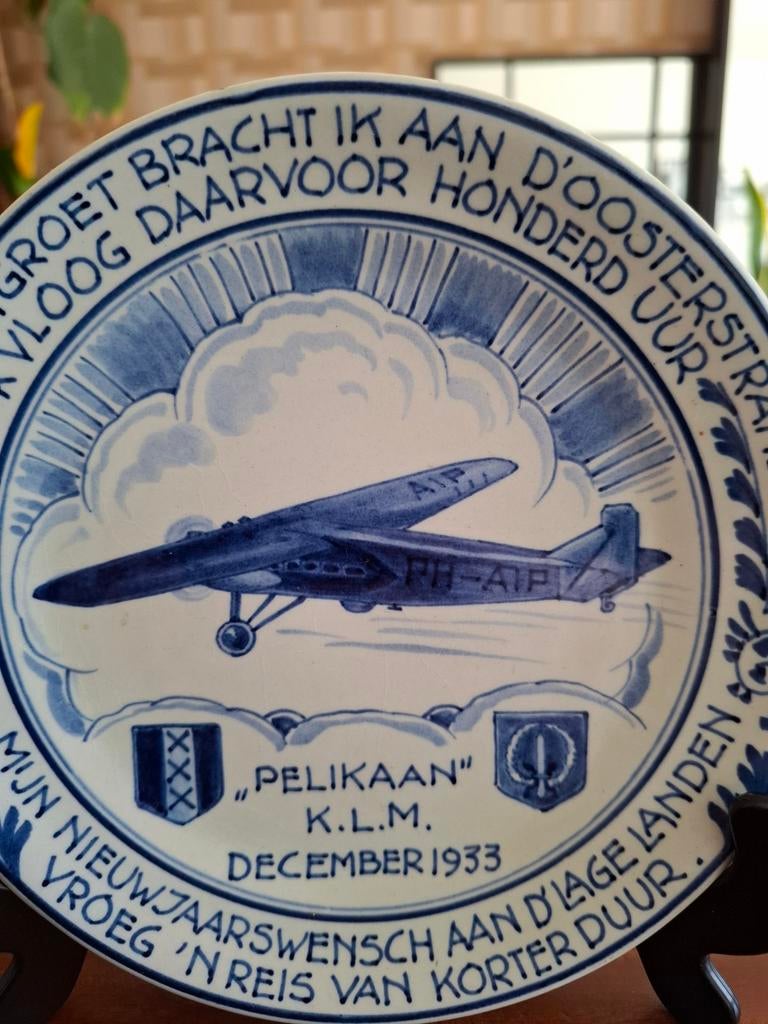 GROET BRACHT IK AAN D'OOSTERSTRA
VLOOG DAARVOOR HONDERD UUR
AIP
PH-AIP
XXX
„PELIKAAN"
K.L.M.
DECEMBER 1933
MIJN NIEUWJAARSWENSCH AAN D'LAGE LANDEN
VROEG 'N REIS VAN KORTER DUUR.